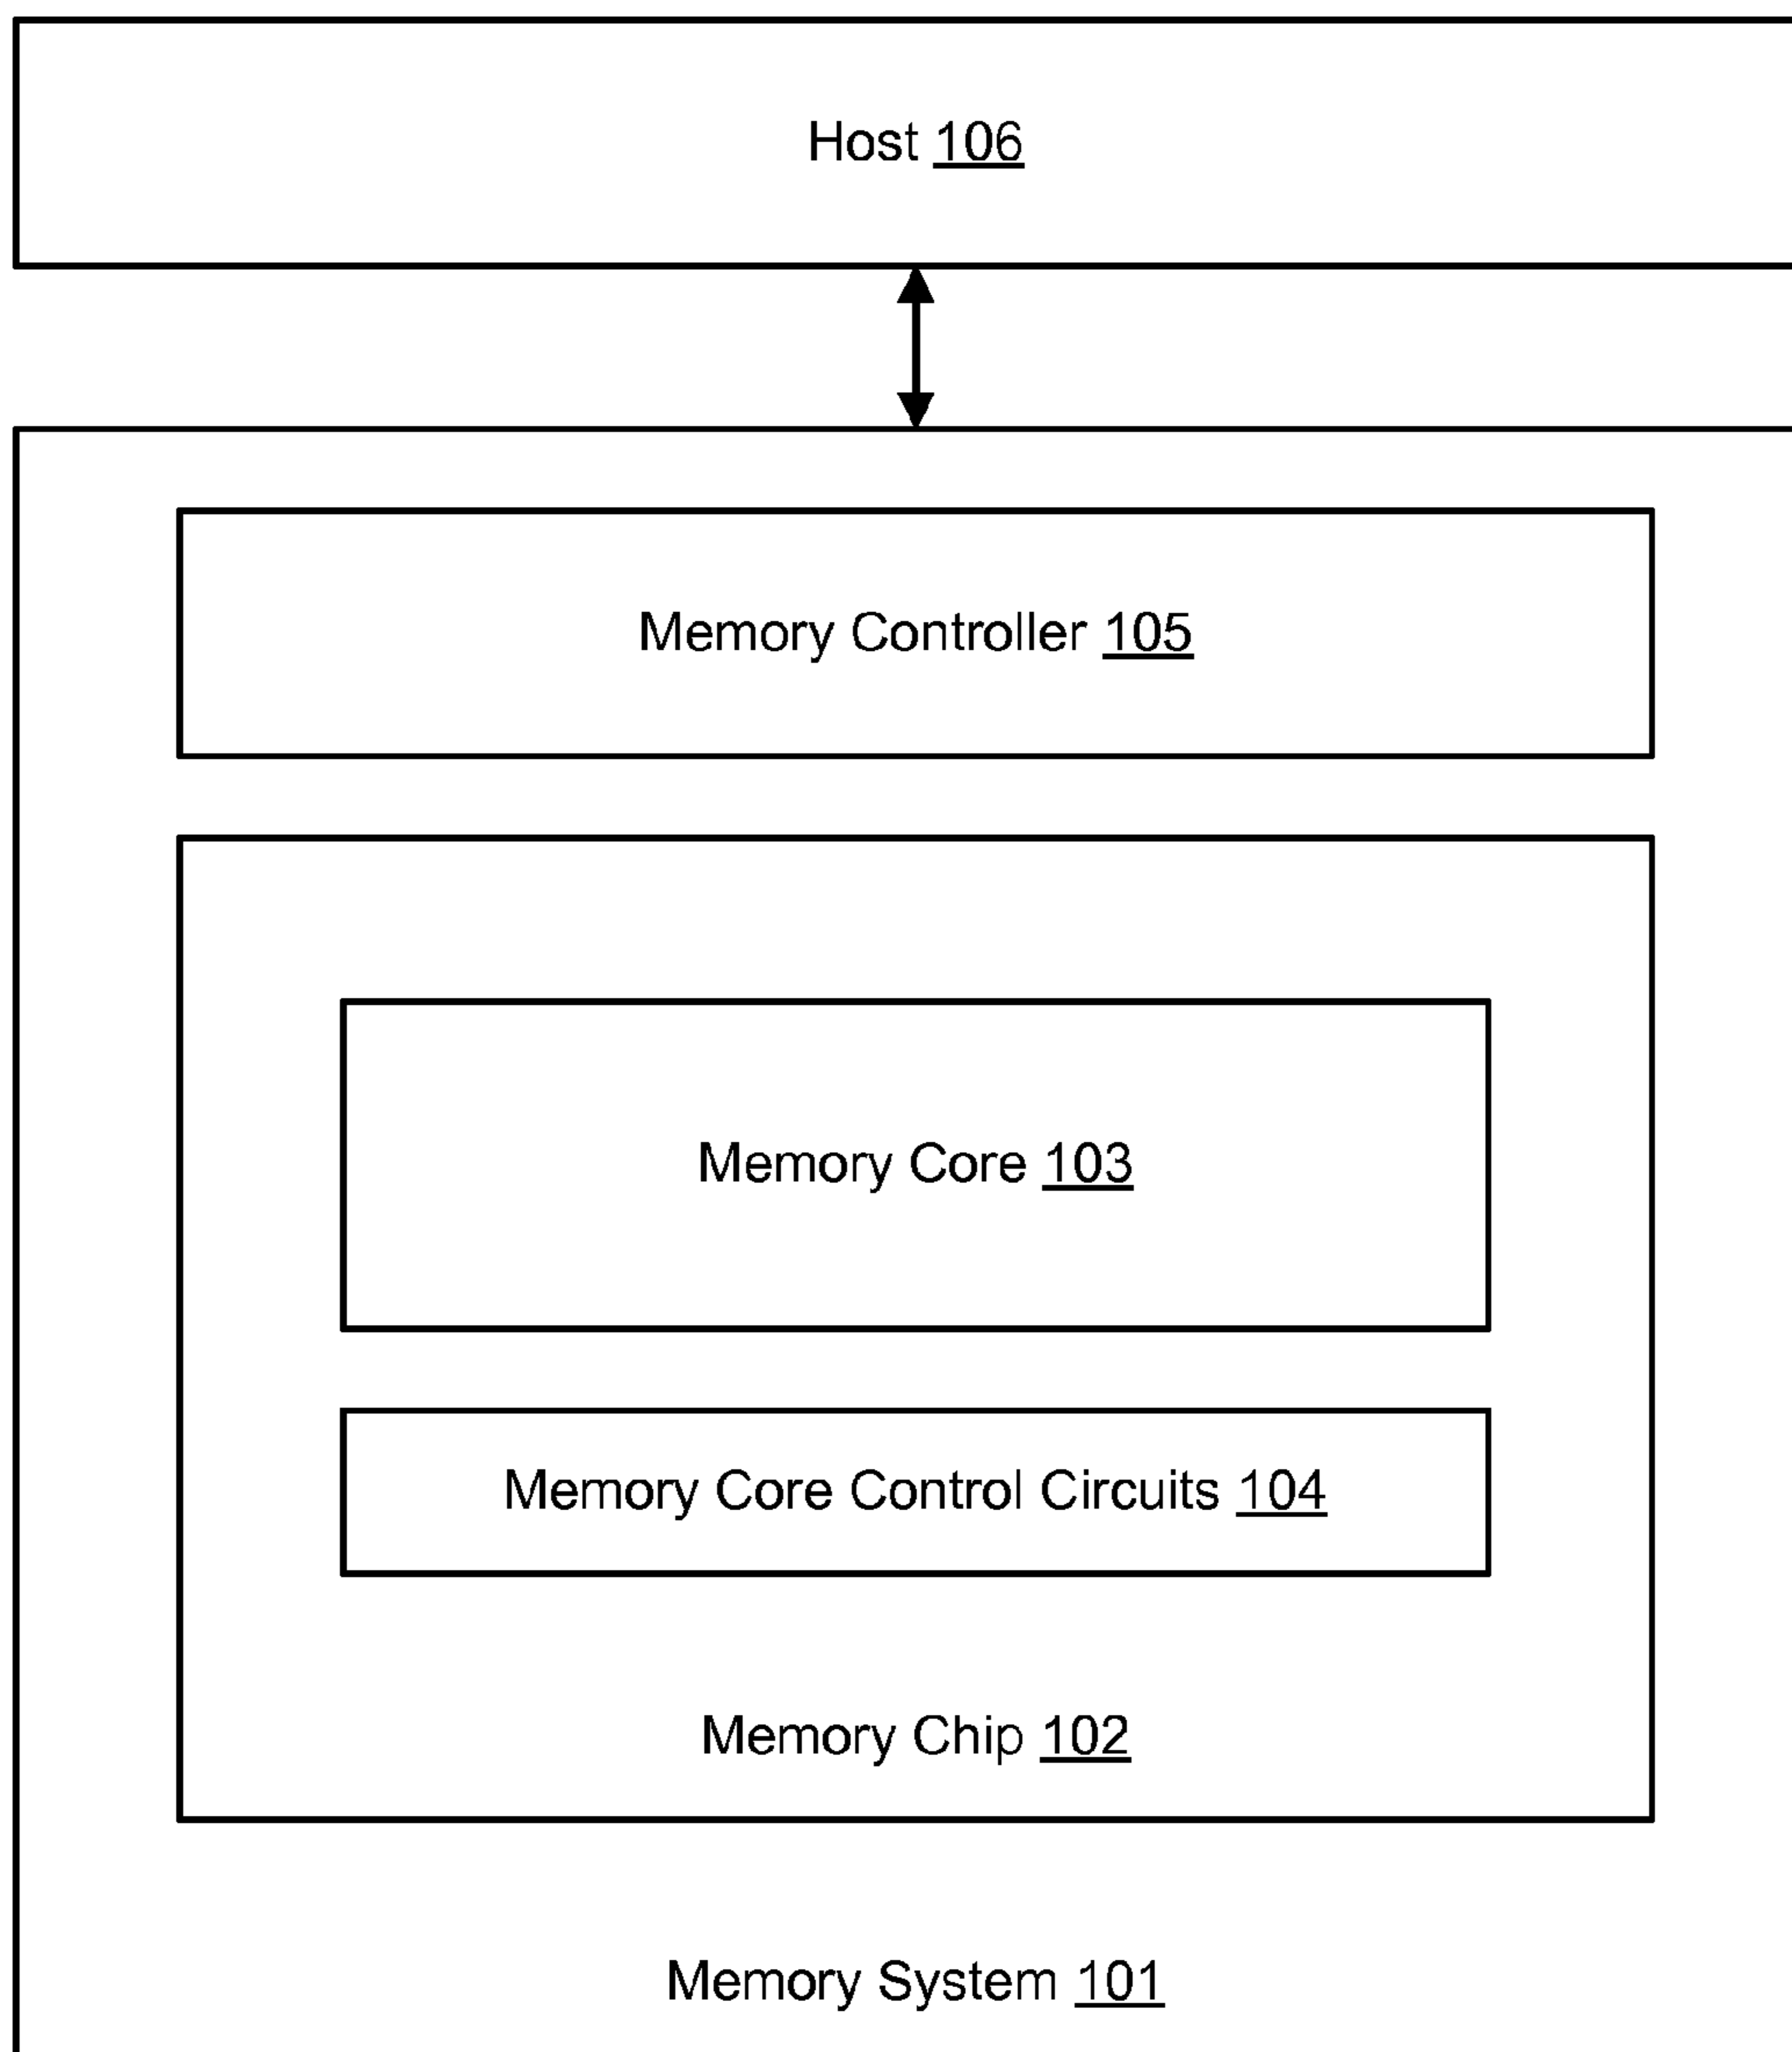 Host 106
Memory Controller 105
Memory Core 103
Memory Core Control Circuits 104
Memory Chip 102
Memory System 101